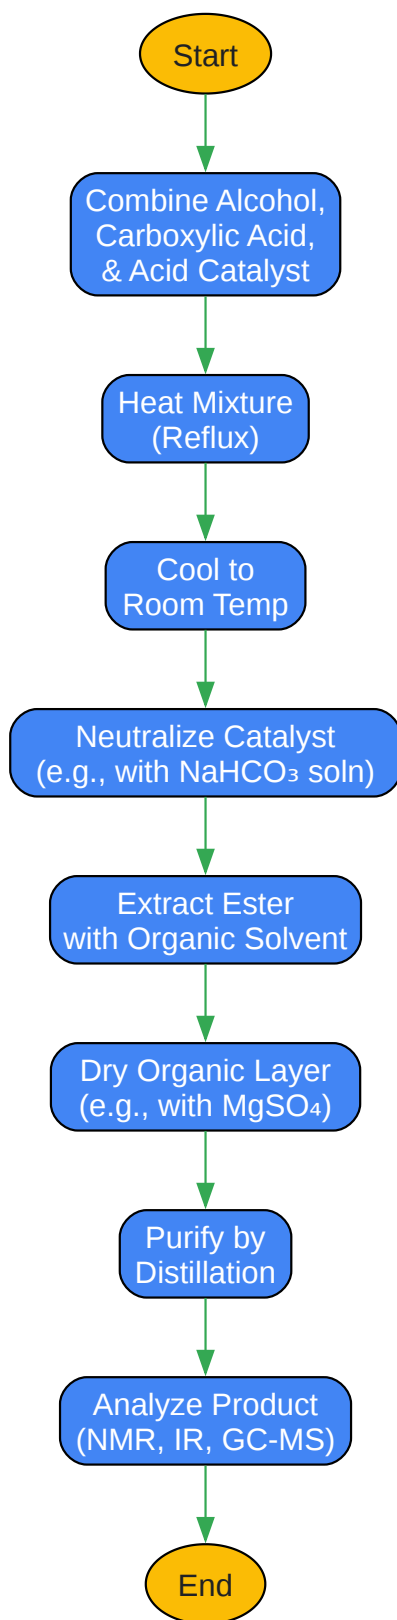 Start
Combine Alcohol,
Carboxylic Acid,
& Acid Catalyst
Heat Mixture
(Reflux)
Cool to
Room Temp
Neutralize Catalyst
(e.g., with NaHCO₃ soln)
Extract Ester
with Organic Solvent
Dry Organic Layer
(e.g., with MgSO₄)
Purify by
Distillation
Analyze Product
(NMR, IR, GC-MS)
End